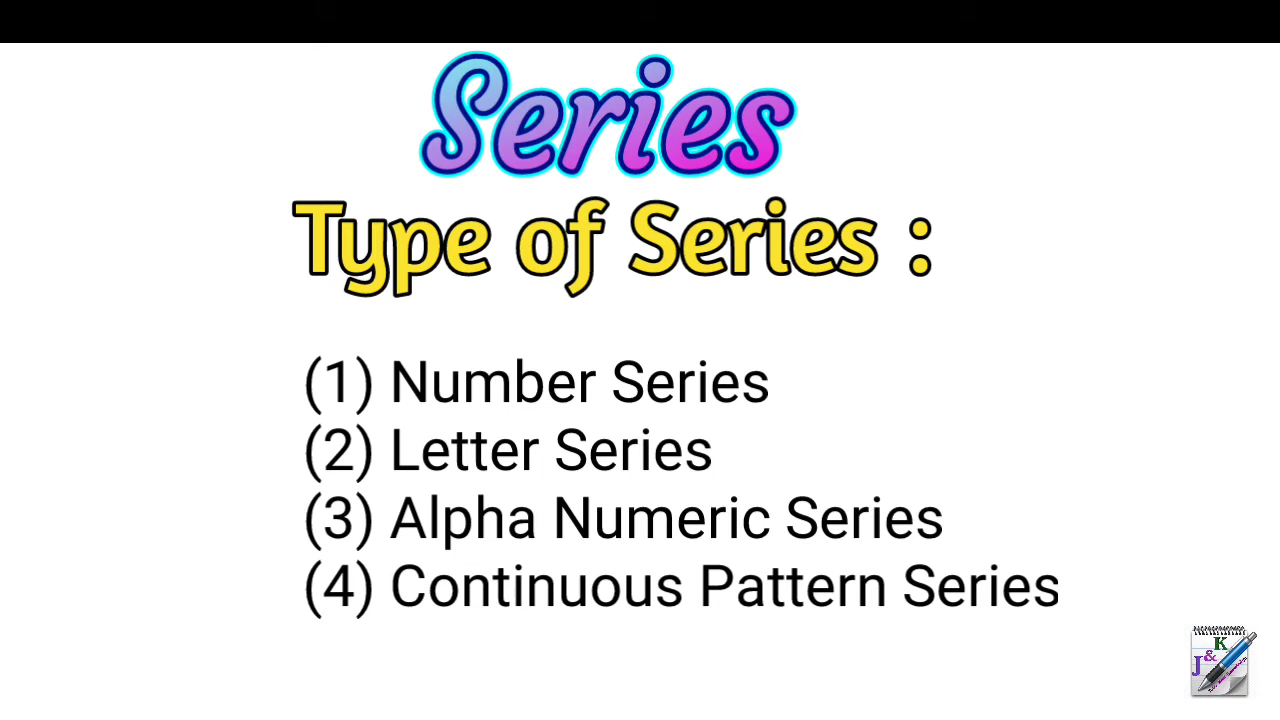 Series
Type of Series :
(1) Number Series
(2) Letter Series
(3) Alpha Numeric Series
(4) Continuous Pattern Series
J & K